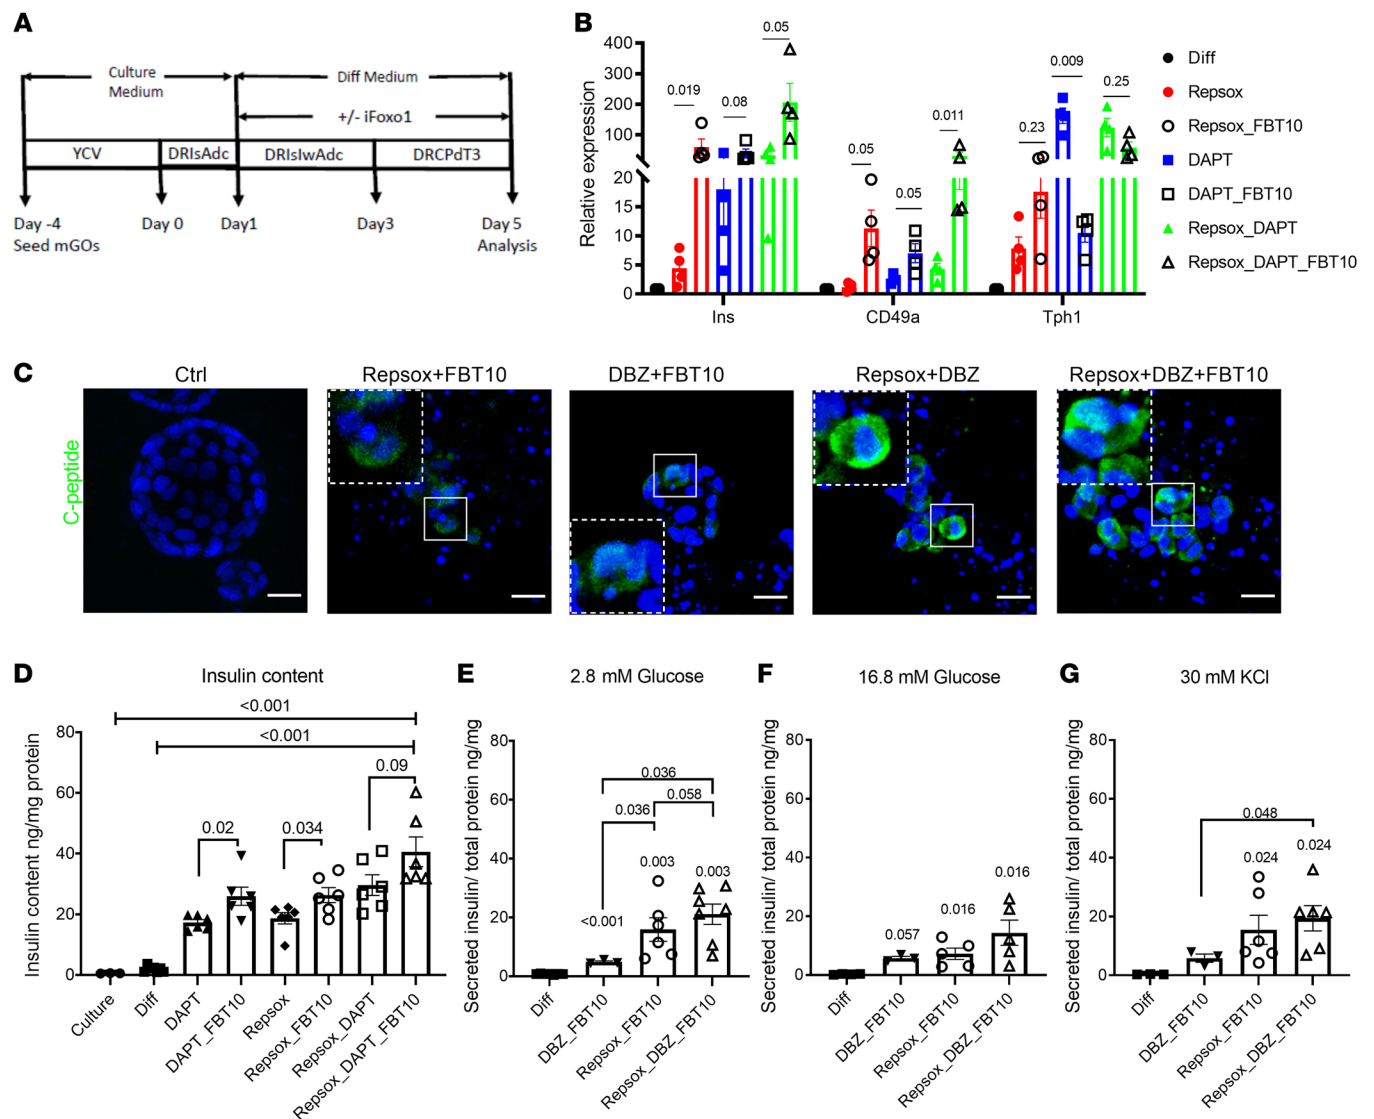 A
Culture Medium
Diff Medium
+/- iFoxo1
YCV
DRIsAdc
DRIsIwAdc
DRCPdT3
Day -4
Seed mGOs
Day 0
Day1
Day3
Day 5
Analysis
B
Relative expression
400
300
200
100
20
15
10
5
0
0.019
0.08
0.05
0.05
0.05
0.011
0.23
0.009
0.25
Ins
CD49a
Tph1
Diff
Repsox
Repsox_FBT10
DAPT
DAPT_FBT10
Repsox_DAPT
Repsox_DAPT_FBT10
C
C-peptide
Ctrl
Repsox+FBT10
DBZ+FBT10
Repsox+DBZ
Repsox+DBZ+FBT10
D
Insulin content
Insulin content ng/mg protein
80
60
40
20
0
<0.001
<0.001
0.09
0.02
0.034
Culture
Diff
DAPT
DAPT_FBT10
Repsox
Repsox_FBT10
Repsox_DAPT
Repsox_DAPT_FBT10
E
2.8 mM Glucose
Secreted insulin/ total protein ng/mg
80
60
40
20
0
0.036
0.058
0.036
0.003
0.003
<0.001
Diff
DBZ_FBT10
Repsox_FBT10
Repsox_DBZ_FBT10
F
16.8 mM Glucose
Secreted insulin/ total protein ng/mg
80
60
40
20
0
0.057
0.016
0.016
Diff
DBZ_FBT10
Repsox_FBT10
Repsox_DBZ_FBT10
G
30 mM KCl
Secreted insulin/ total protein ng/mg
80
60
40
20
0
0.048
0.024
0.024
Diff
DBZ_FBT10
Repsox_FBT10
Repsox_DBZ_FBT10